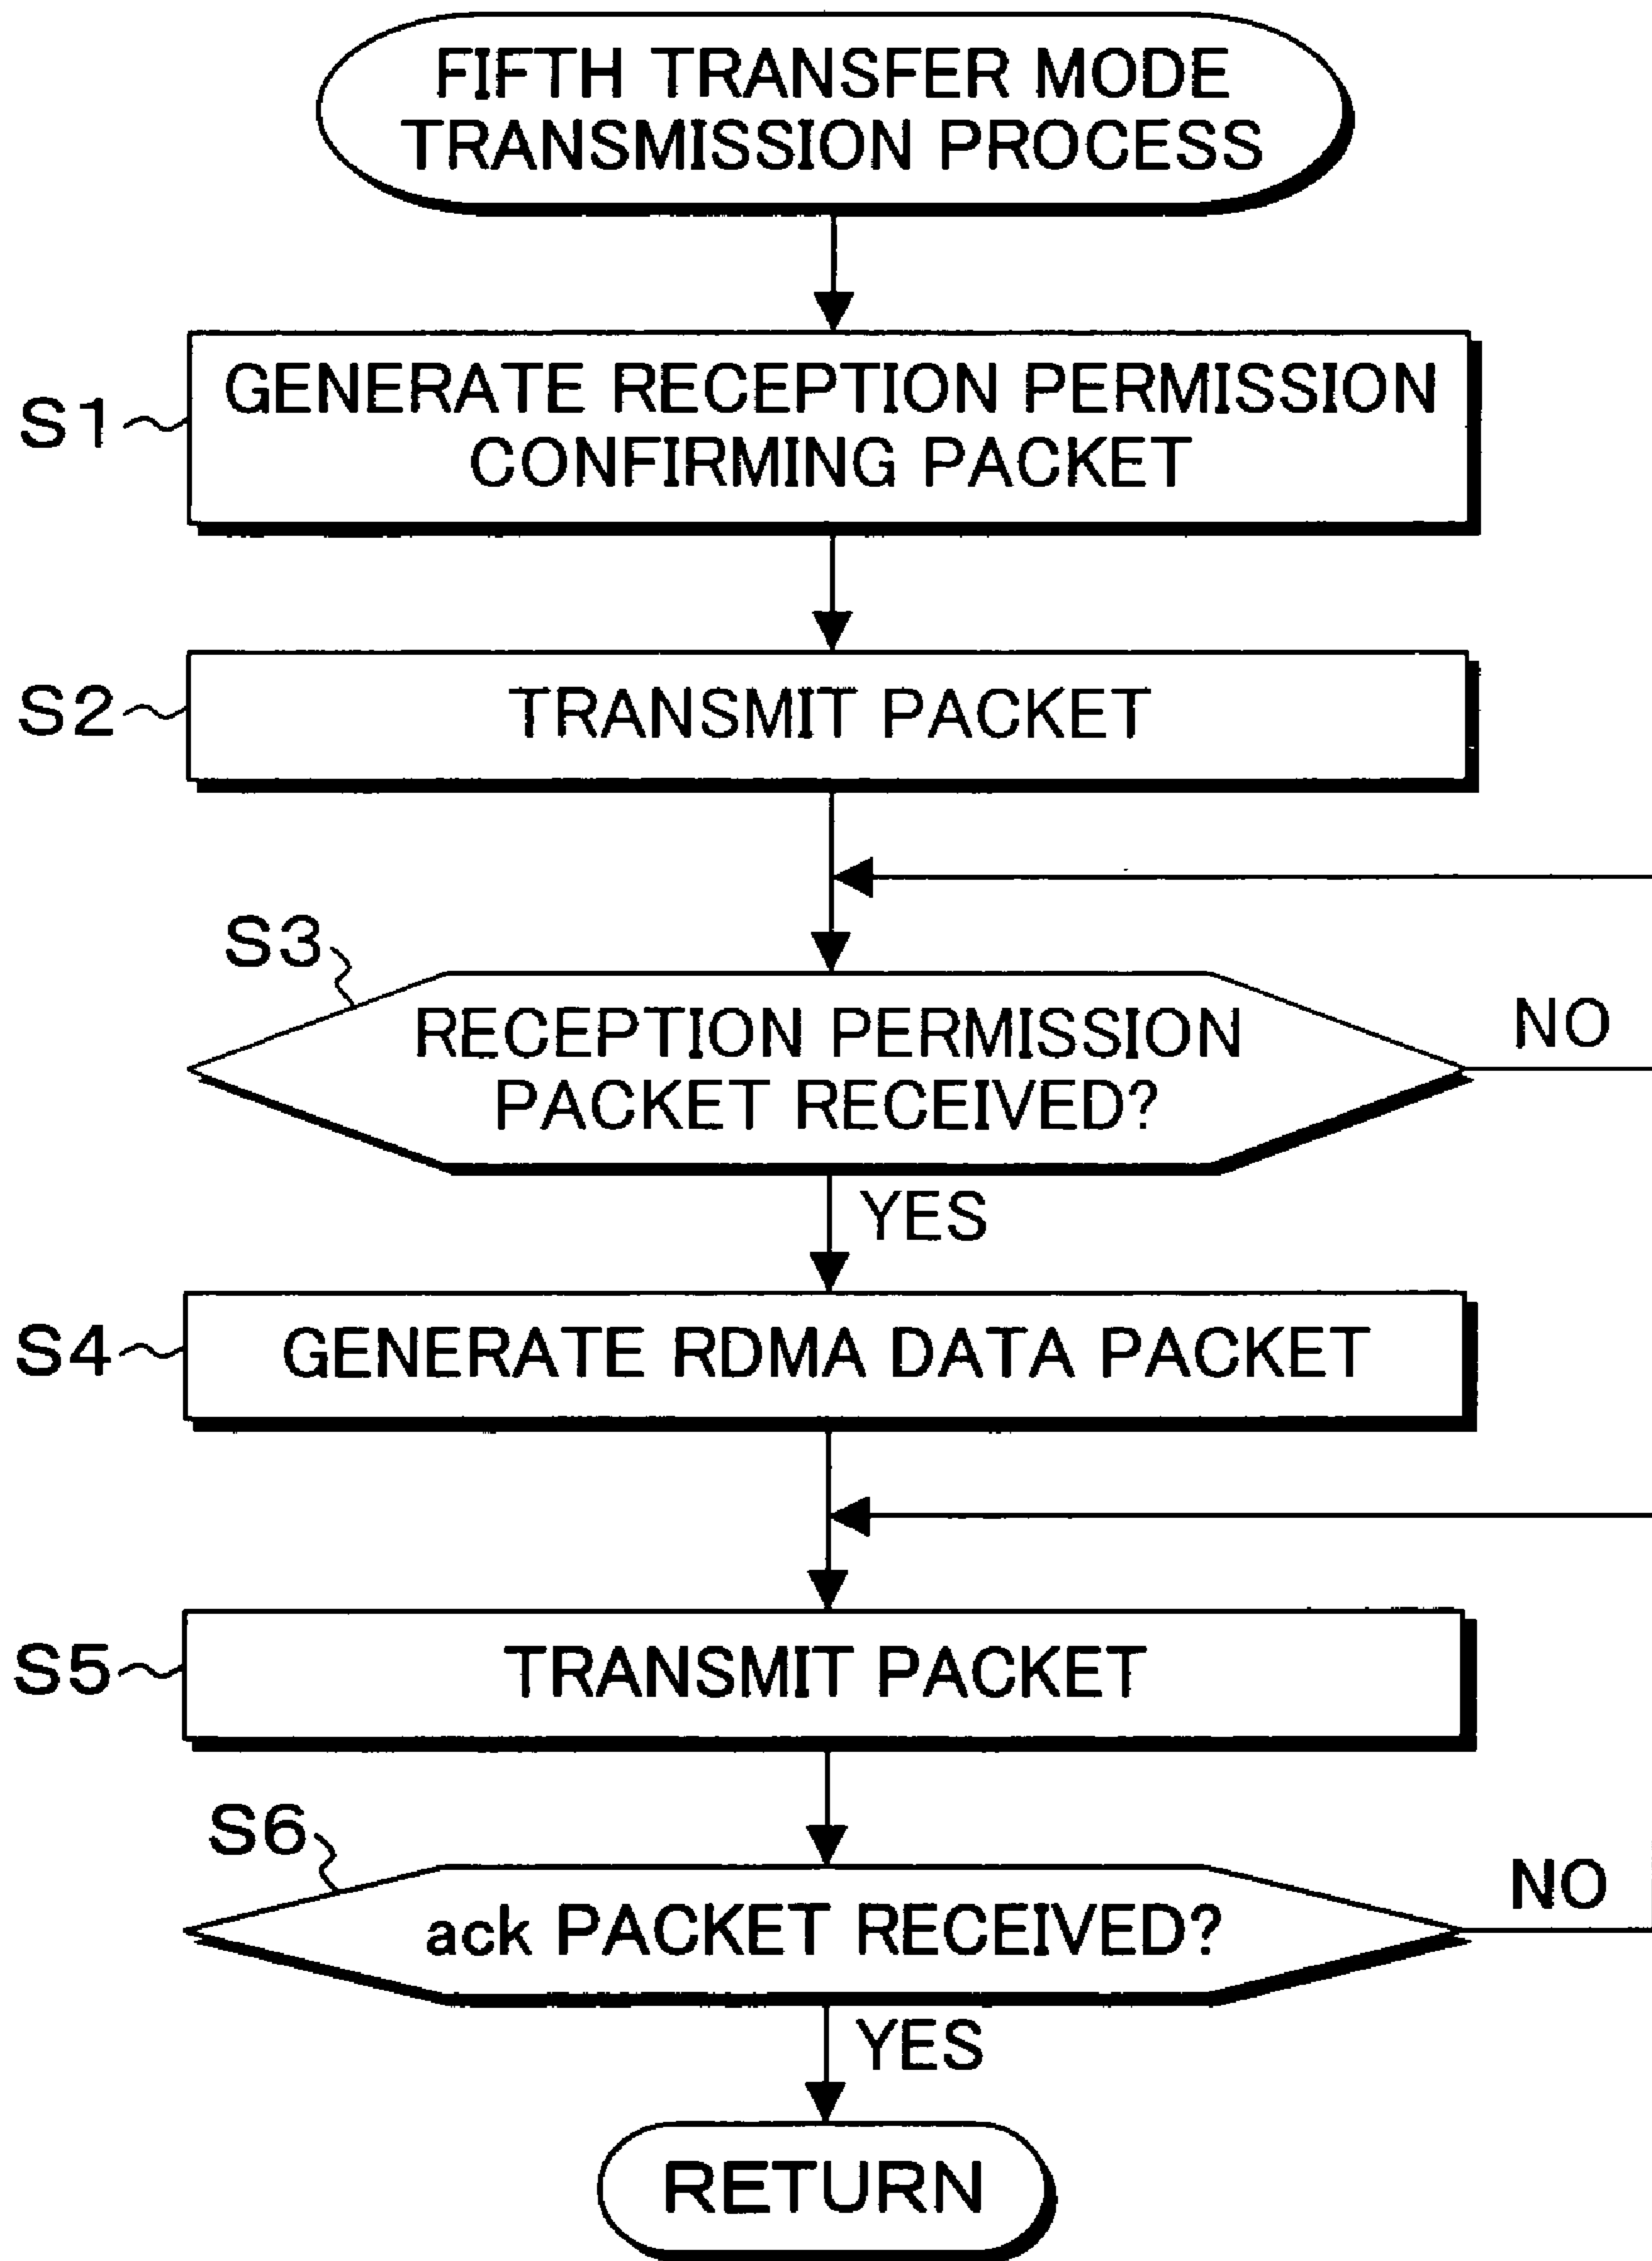 FIFTH TRANSFER MODE
TRANSMISSION PROCESS
S1
GENERATE RECEPTION PERMISSION
CONFIRMING PACKET
S2
TRANSMIT PACKET
S3
RECEPTION PERMISSION
PACKET RECEIVED?
NO
YES
S4
GENERATE RDMA DATA PACKET
S5
TRANSMIT PACKET
S6
ack PACKET RECEIVED?
NO
YES
RETURN